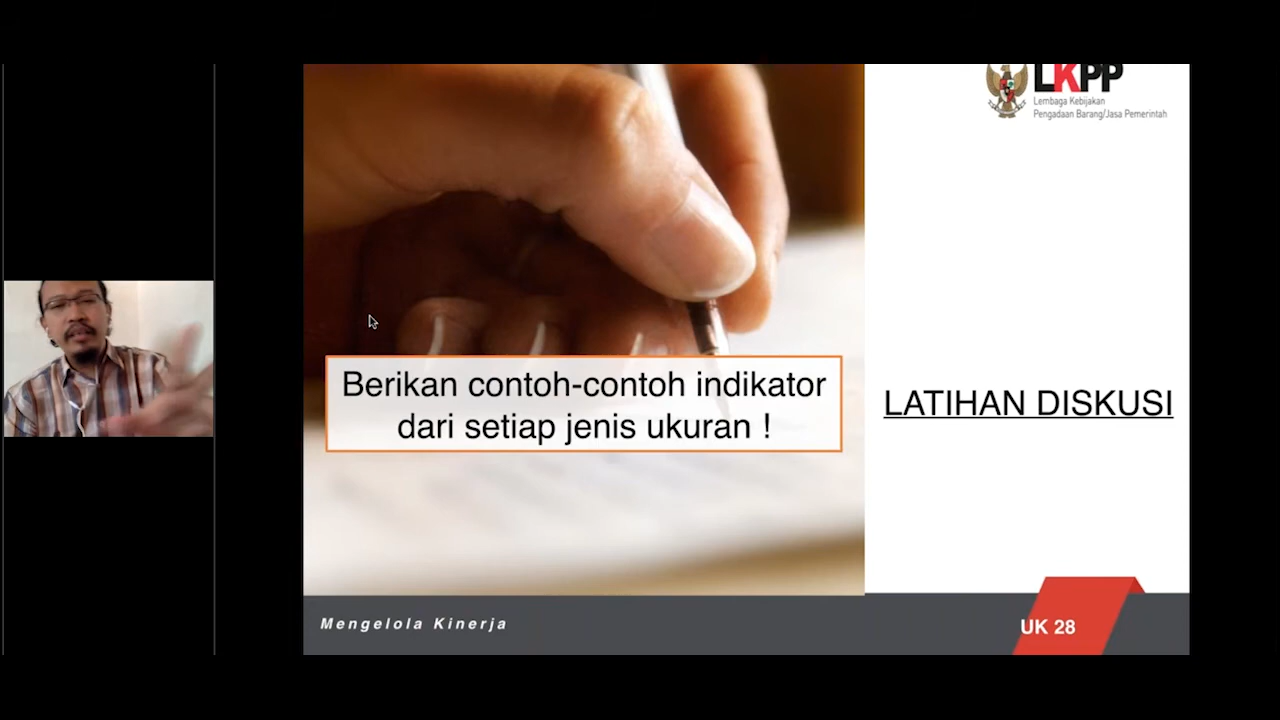 LKPP
Lembaga Kebijakan
Pengadaan Barang/Jasa Pemerintah
Berikan contoh-contoh indikator
dari setiap jenis ukuran !
LATIHAN DISKUSI
Mengelola Kinerja
UK 28